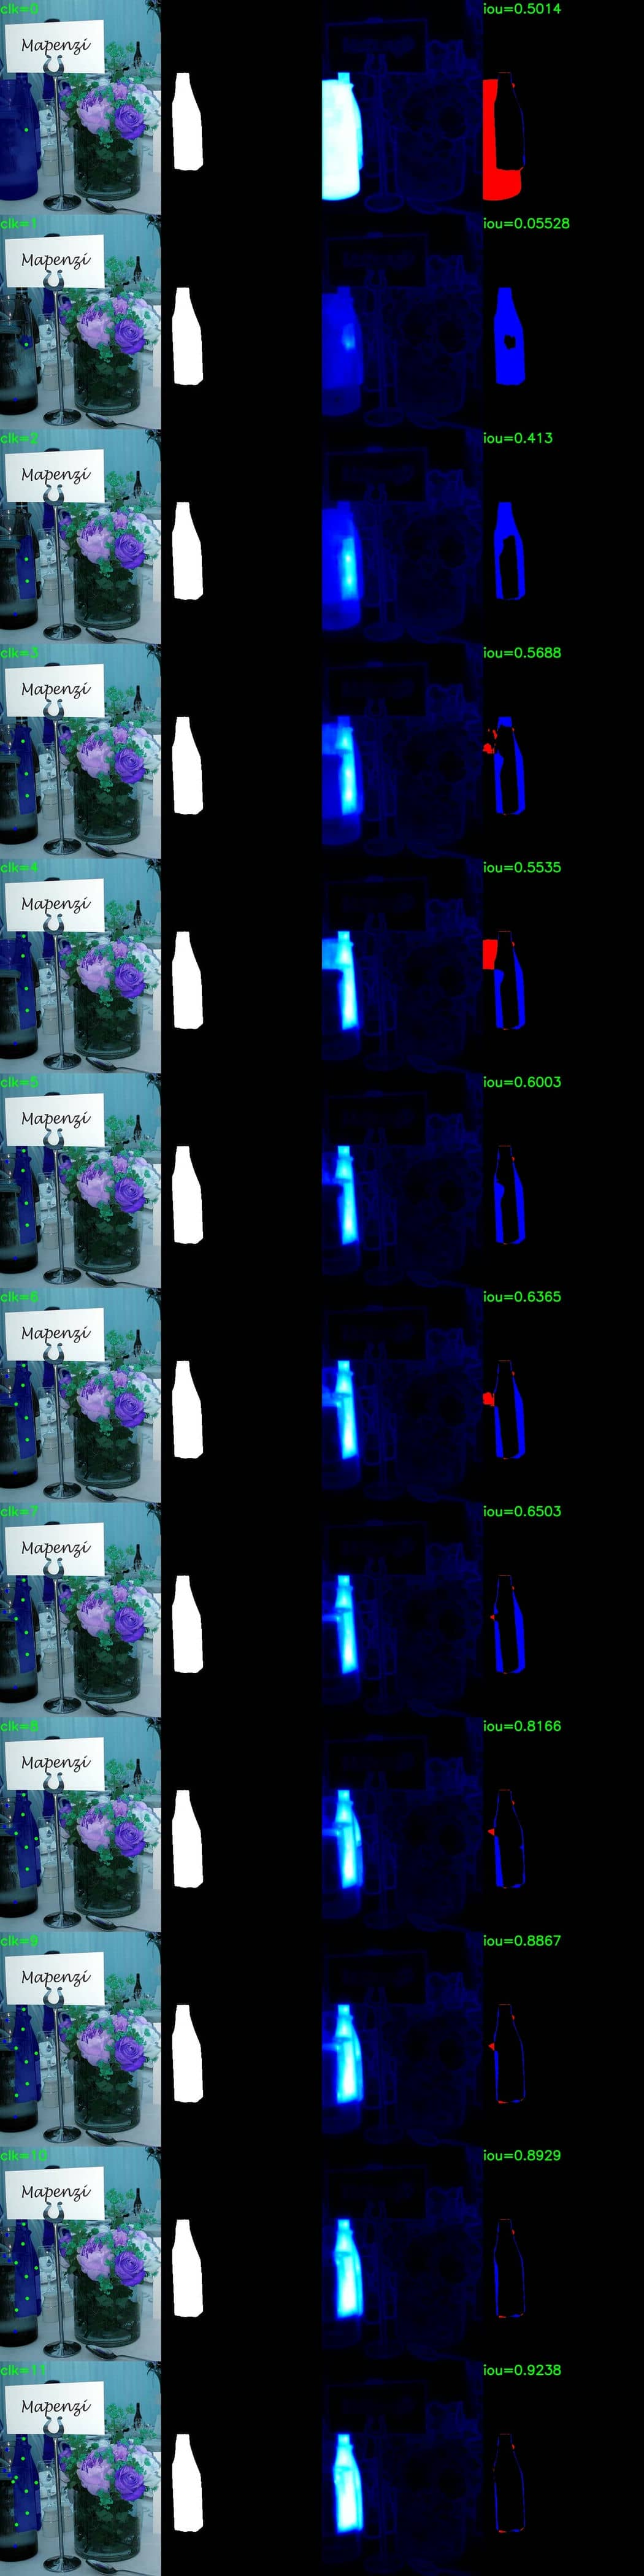 clk=0
iou=0.5014
Mapenzi
clk=1
iou=0.05528
Mapenzi
clk=2
iou=0.413
Mapenzi
clk=3
iou=0.5688
Mapenzi
clk=4
iou=0.5535
Mapenzi
clk=5
iou=0.6003
Mapenzi
clk=6
iou=0.6365
Mapenzi
clk=7
iou=0.6503
Mapenzi
clk=8
iou=0.8166
Mapenzi
clk=9
iou=0.8867
Mapenzi
clk=10
iou=0.8929
Mapenzi
clk=11
iou=0.9238
Mapenzi